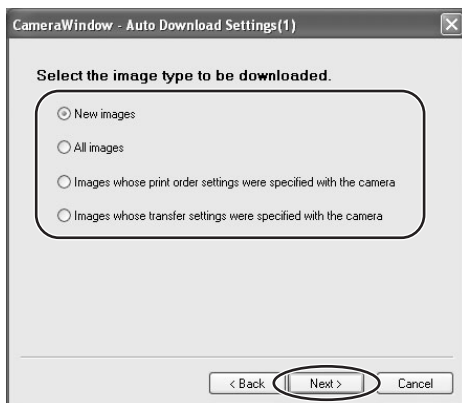 CameraWindow - Auto Download Settings(1)
Select the image type to be downloaded.
New images
All images
Images whose print order settings were specified with the camera
Images whose transfer settings were specified with the camera
< Back
Next >
Cancel